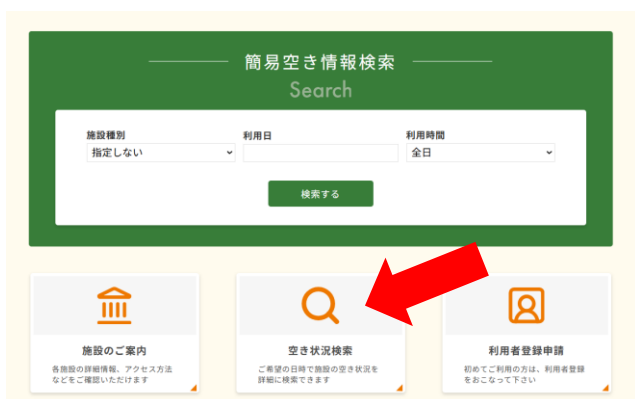 簡易空き情報検索
Search
施設種別
利用日
利用時間
指定しない
全日
検索する
施設のご案内
空き状況検索
利用者登録申請
各施設の詳細情報、アクセス方法
などをご確認いただけます
ご希望の日時で施設の空き状況を
詳細に検索できます
初めてご利用の方は、利用者登録
をおこなって下さい